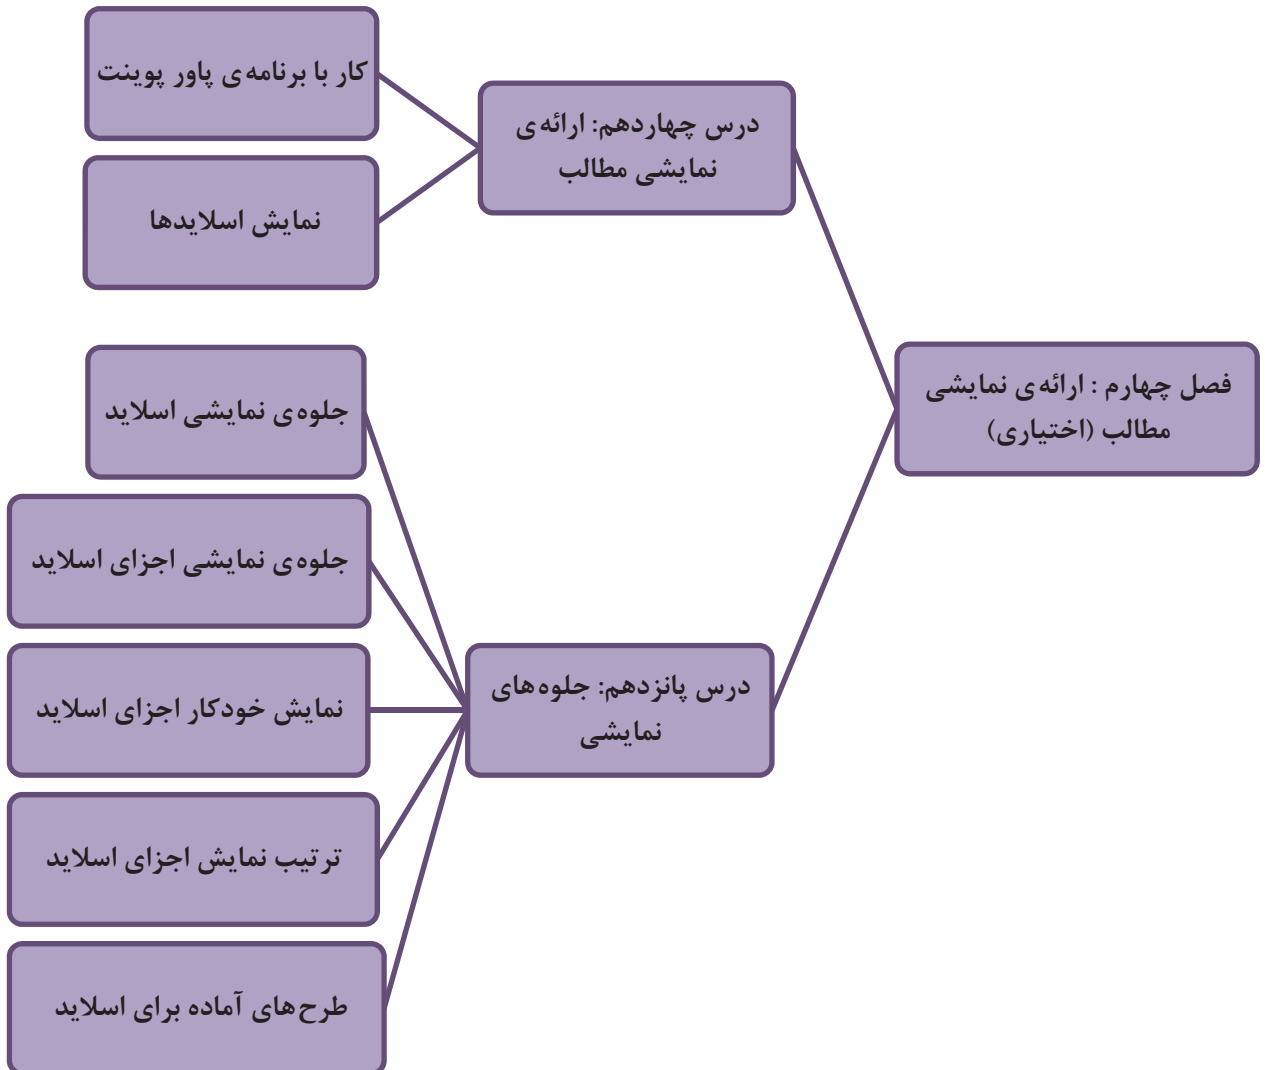 فصل چهارم : ارائه‌ی نمایشی
مطالب (اختیاری)
درس چهاردهم: ارائه‌ی
نمایشی مطالب
کار با برنامه‌ی پاور پوینت
نمایش اسلایدها
درس پانزدهم: جلوه‌های
نمایشی
جلوه‌ی نمایشی اسلاید
جلوه‌ی نمایشی اجزای اسلاید
نمایش خودکار اجزای اسلاید
ترتیب نمایش اجزای اسلاید
طرح‌های آماده برای اسلاید